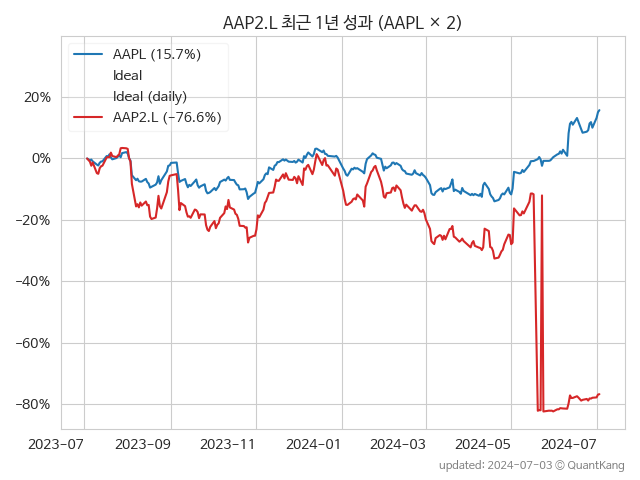 AAP2.L 최근 1년 성과 (AAPL × 2)
AAPL (15.7%)
Ideal
Ideal (daily)
AAP2.L (−76.6%)
20%
0%
−20%
−40%
−60%
−80%
2023-07
2023-09
2023-11
2024-01
2024-03
2024-05
2024-07
updated: 2024-07-03 © QuantKang